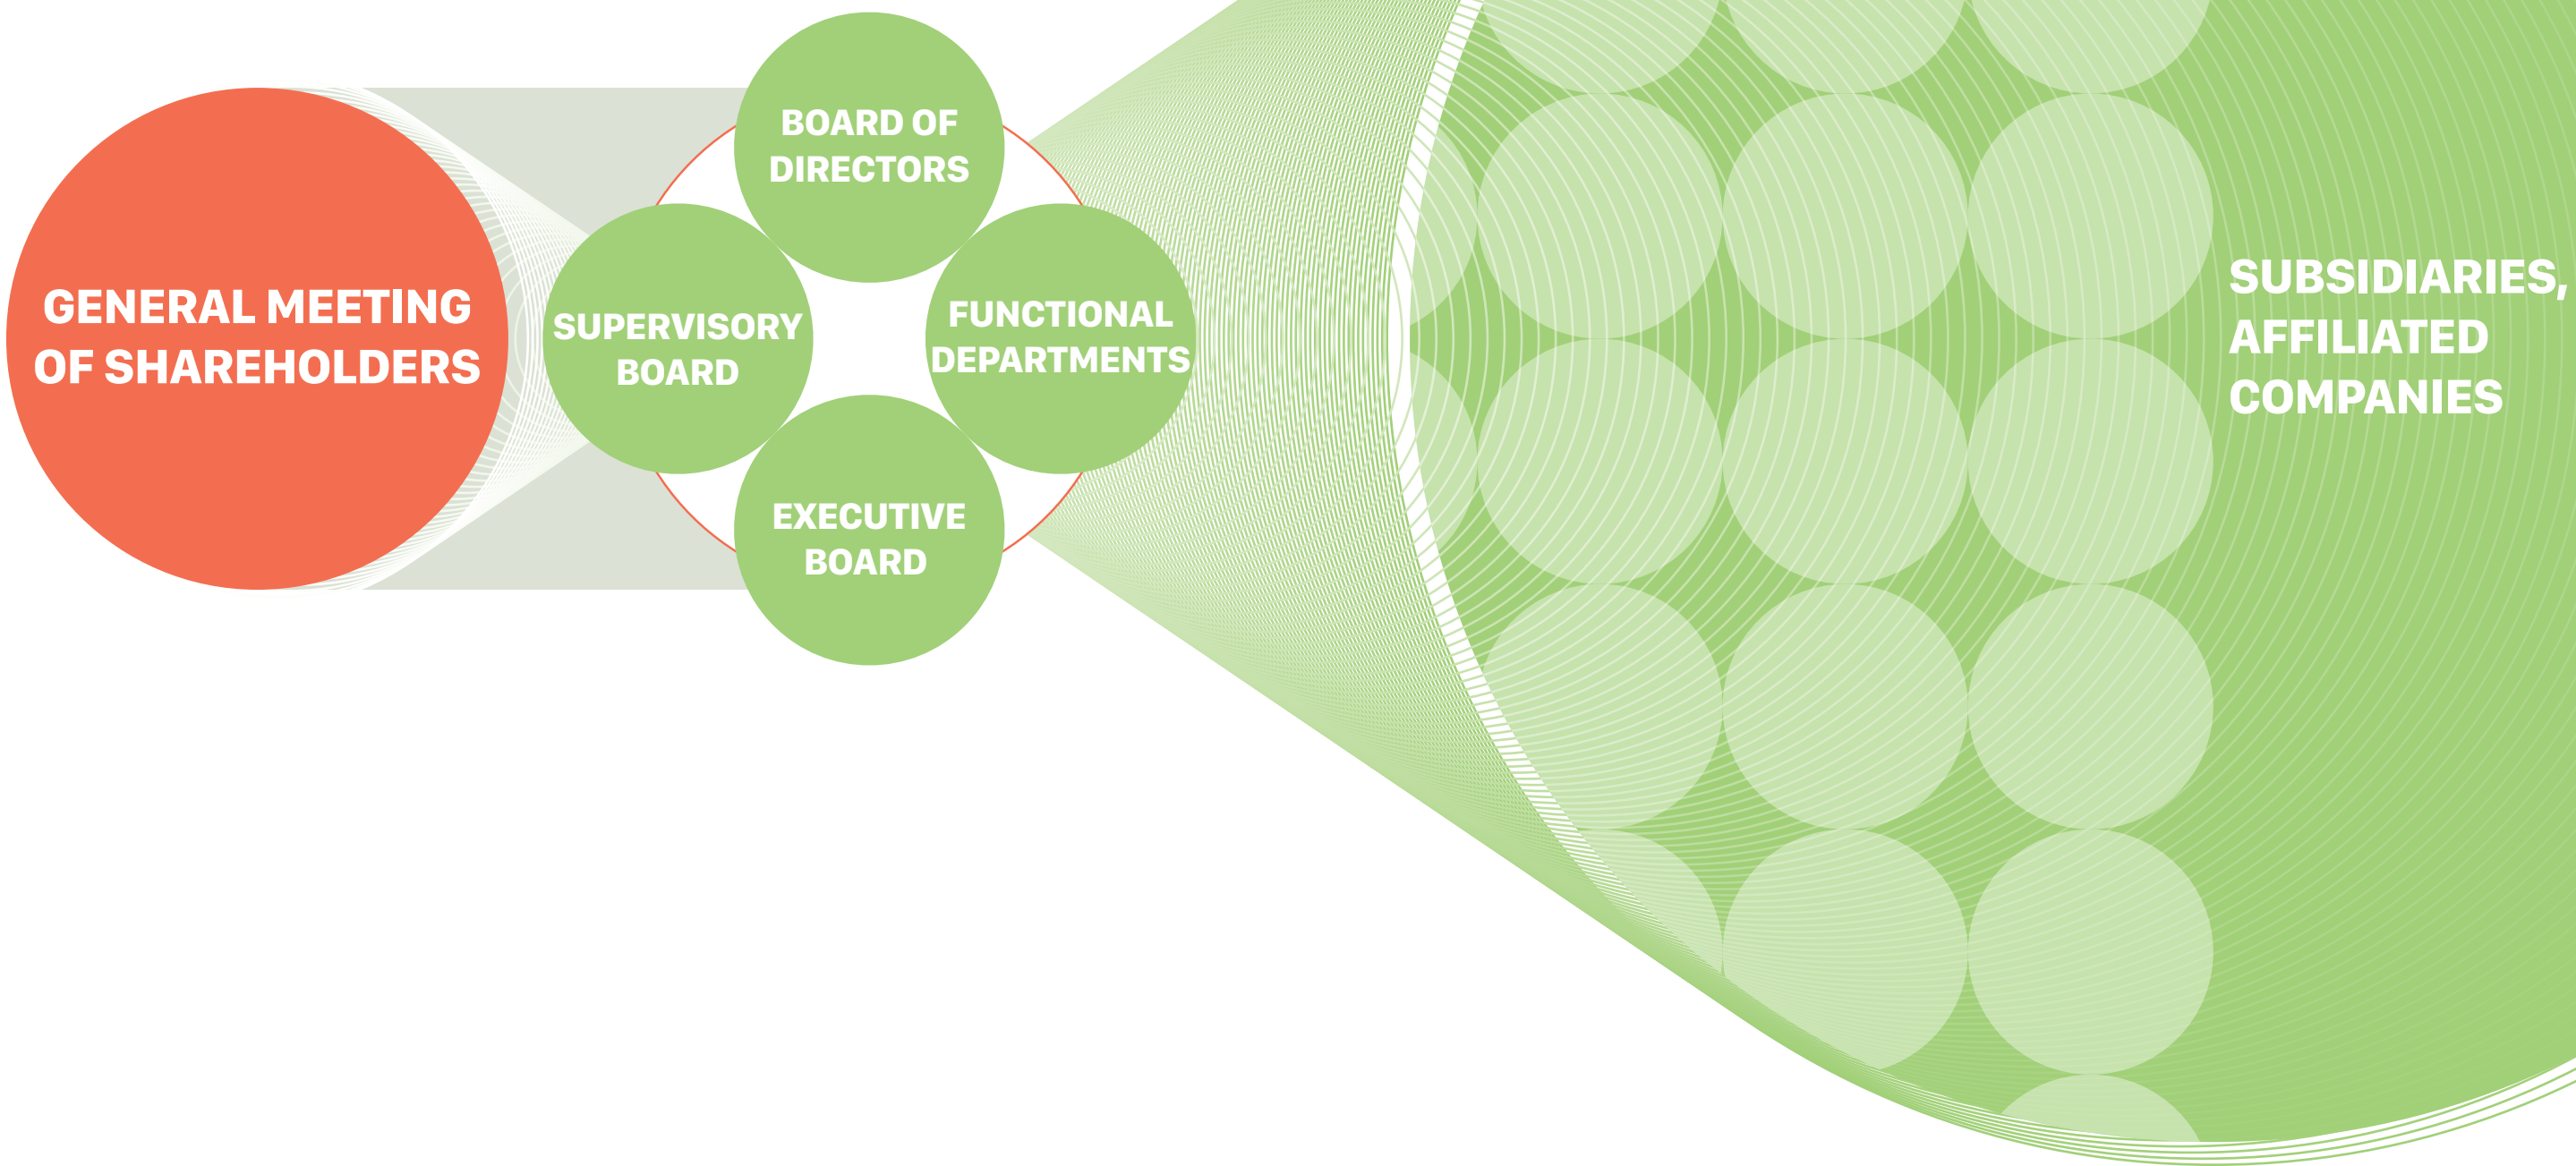 GENERAL MEETING
OF SHAREHOLDERS
BOARD OF
DIRECTORS
SUPERVISORY
BOARD
FUNCTIONAL
DEPARTMENTS
EXECUTIVE
BOARD
SUBSIDIARIES,
AFFILIATED
COMPANIES